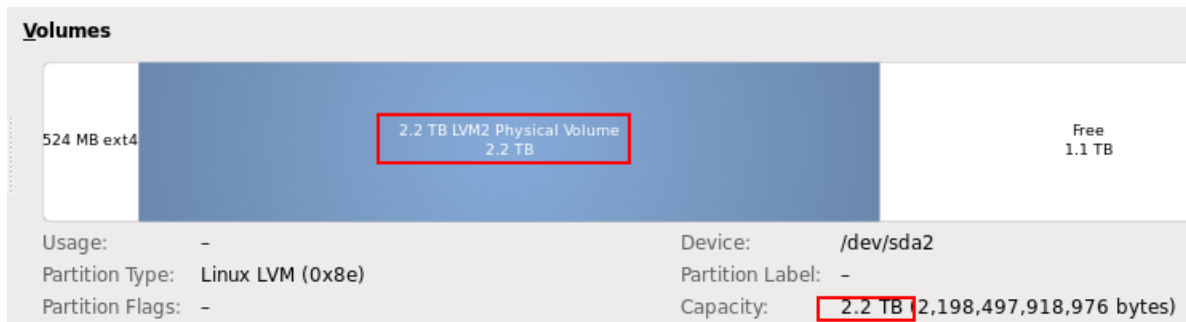 Volumes
524 MB ext4
2.2 TB LVM2 Physical Volume
2.2 TB
Free
1.1 TB
Usage: –
Partition Type: Linux LVM (0x8e)
Partition Flags: –
Device: /dev/sda2
Partition Label: –
Capacity: 2.2 TB (2,198,497,918,976 bytes)